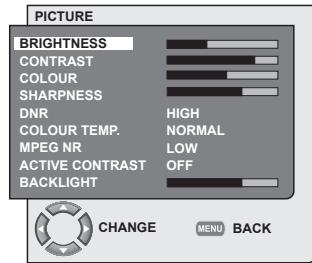 PICTURE
BRIGHTNESS
CONTRAST
COLOUR
SHARPNESS
DNR HIGH
COLOUR TEMP. NORMAL
MPEG NR LOW
ACTIVE CONTRAST OFF
BACKLIGHT
CHANGE MENU BACK